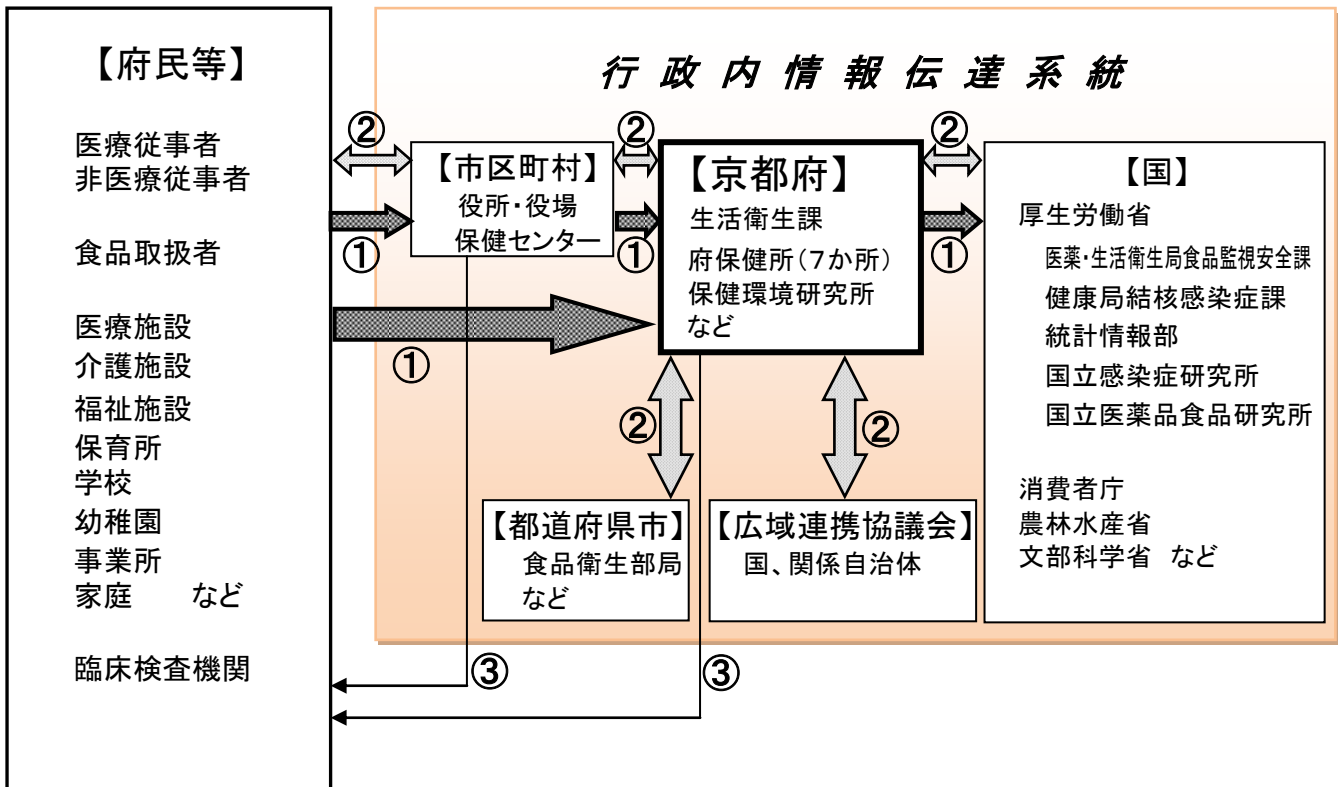 【府民等】
医療従事者
非医療従事者
食品取扱者
医療施設
介護施設
福祉施設
保育所
学校
幼稚園
事業所
家庭　　など
臨床検査機関
行政内情報伝達系統
②
②
②
【市区町村】
役所・役場
保健センター
【京都府】
生活衛生課
府保健所（７か所）
保健環境研究所
など
【国】
厚生労働省
医薬・生活衛生局食品監視安全課
健康局結核感染症課
統計情報部
国立感染症研究所
国立医薬品食品研究所
消費者庁
農林水産省
文部科学省　など
①
①
①
①
②
②
【都道府県市】
食品衛生部局
など
【広域連携協議会】
国、関係自治体
③
③